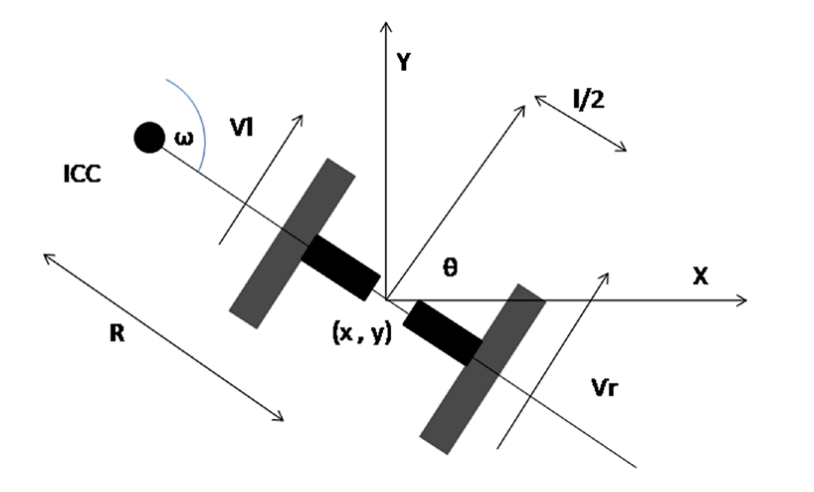 Y
l/2
Vl
ω
ICC
θ
X
(x , y)
R
Vr